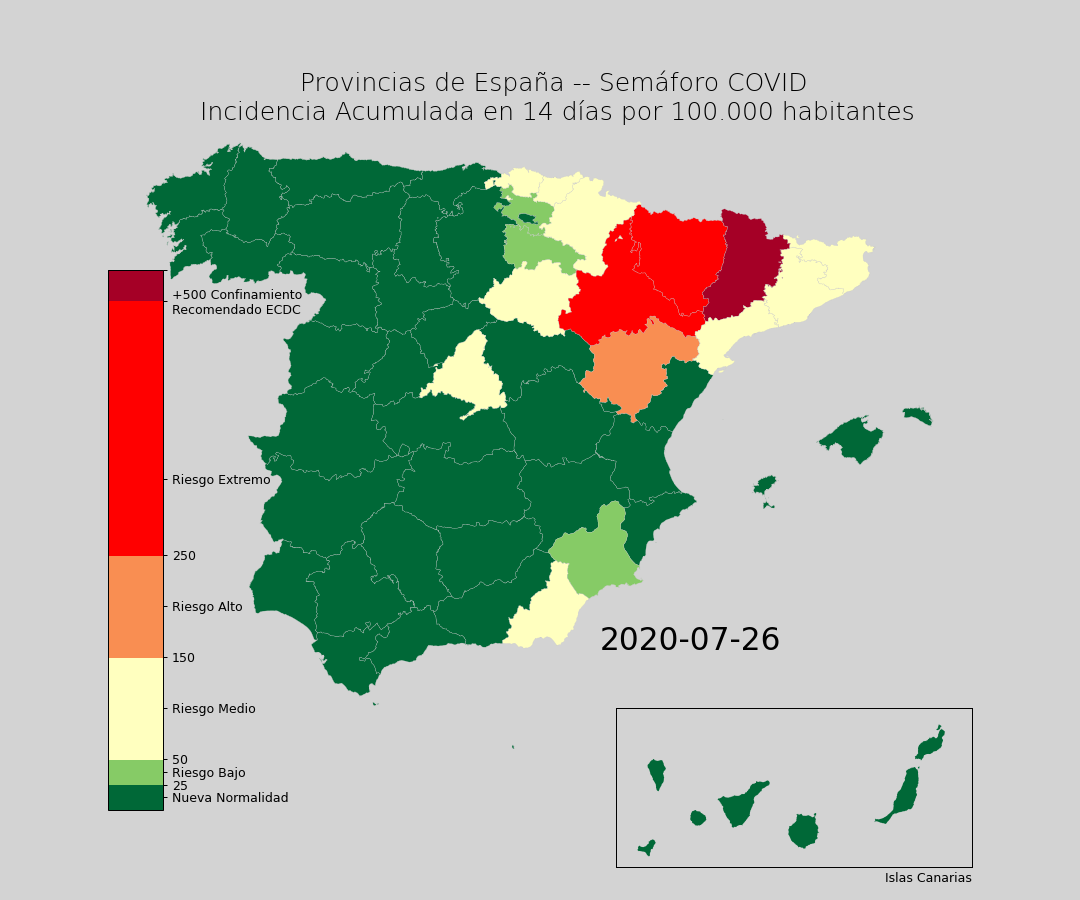 Provincias de España -- Semáforo COVID
Incidencia Acumulada en 14 días por 100.000 habitantes
+500 Confinamiento
Recomendado ECDC
Riesgo Extremo
250
Riesgo Alto
150
Riesgo Medio
50
Riesgo Bajo
25
Nueva Normalidad
2020-07-26
Islas Canarias